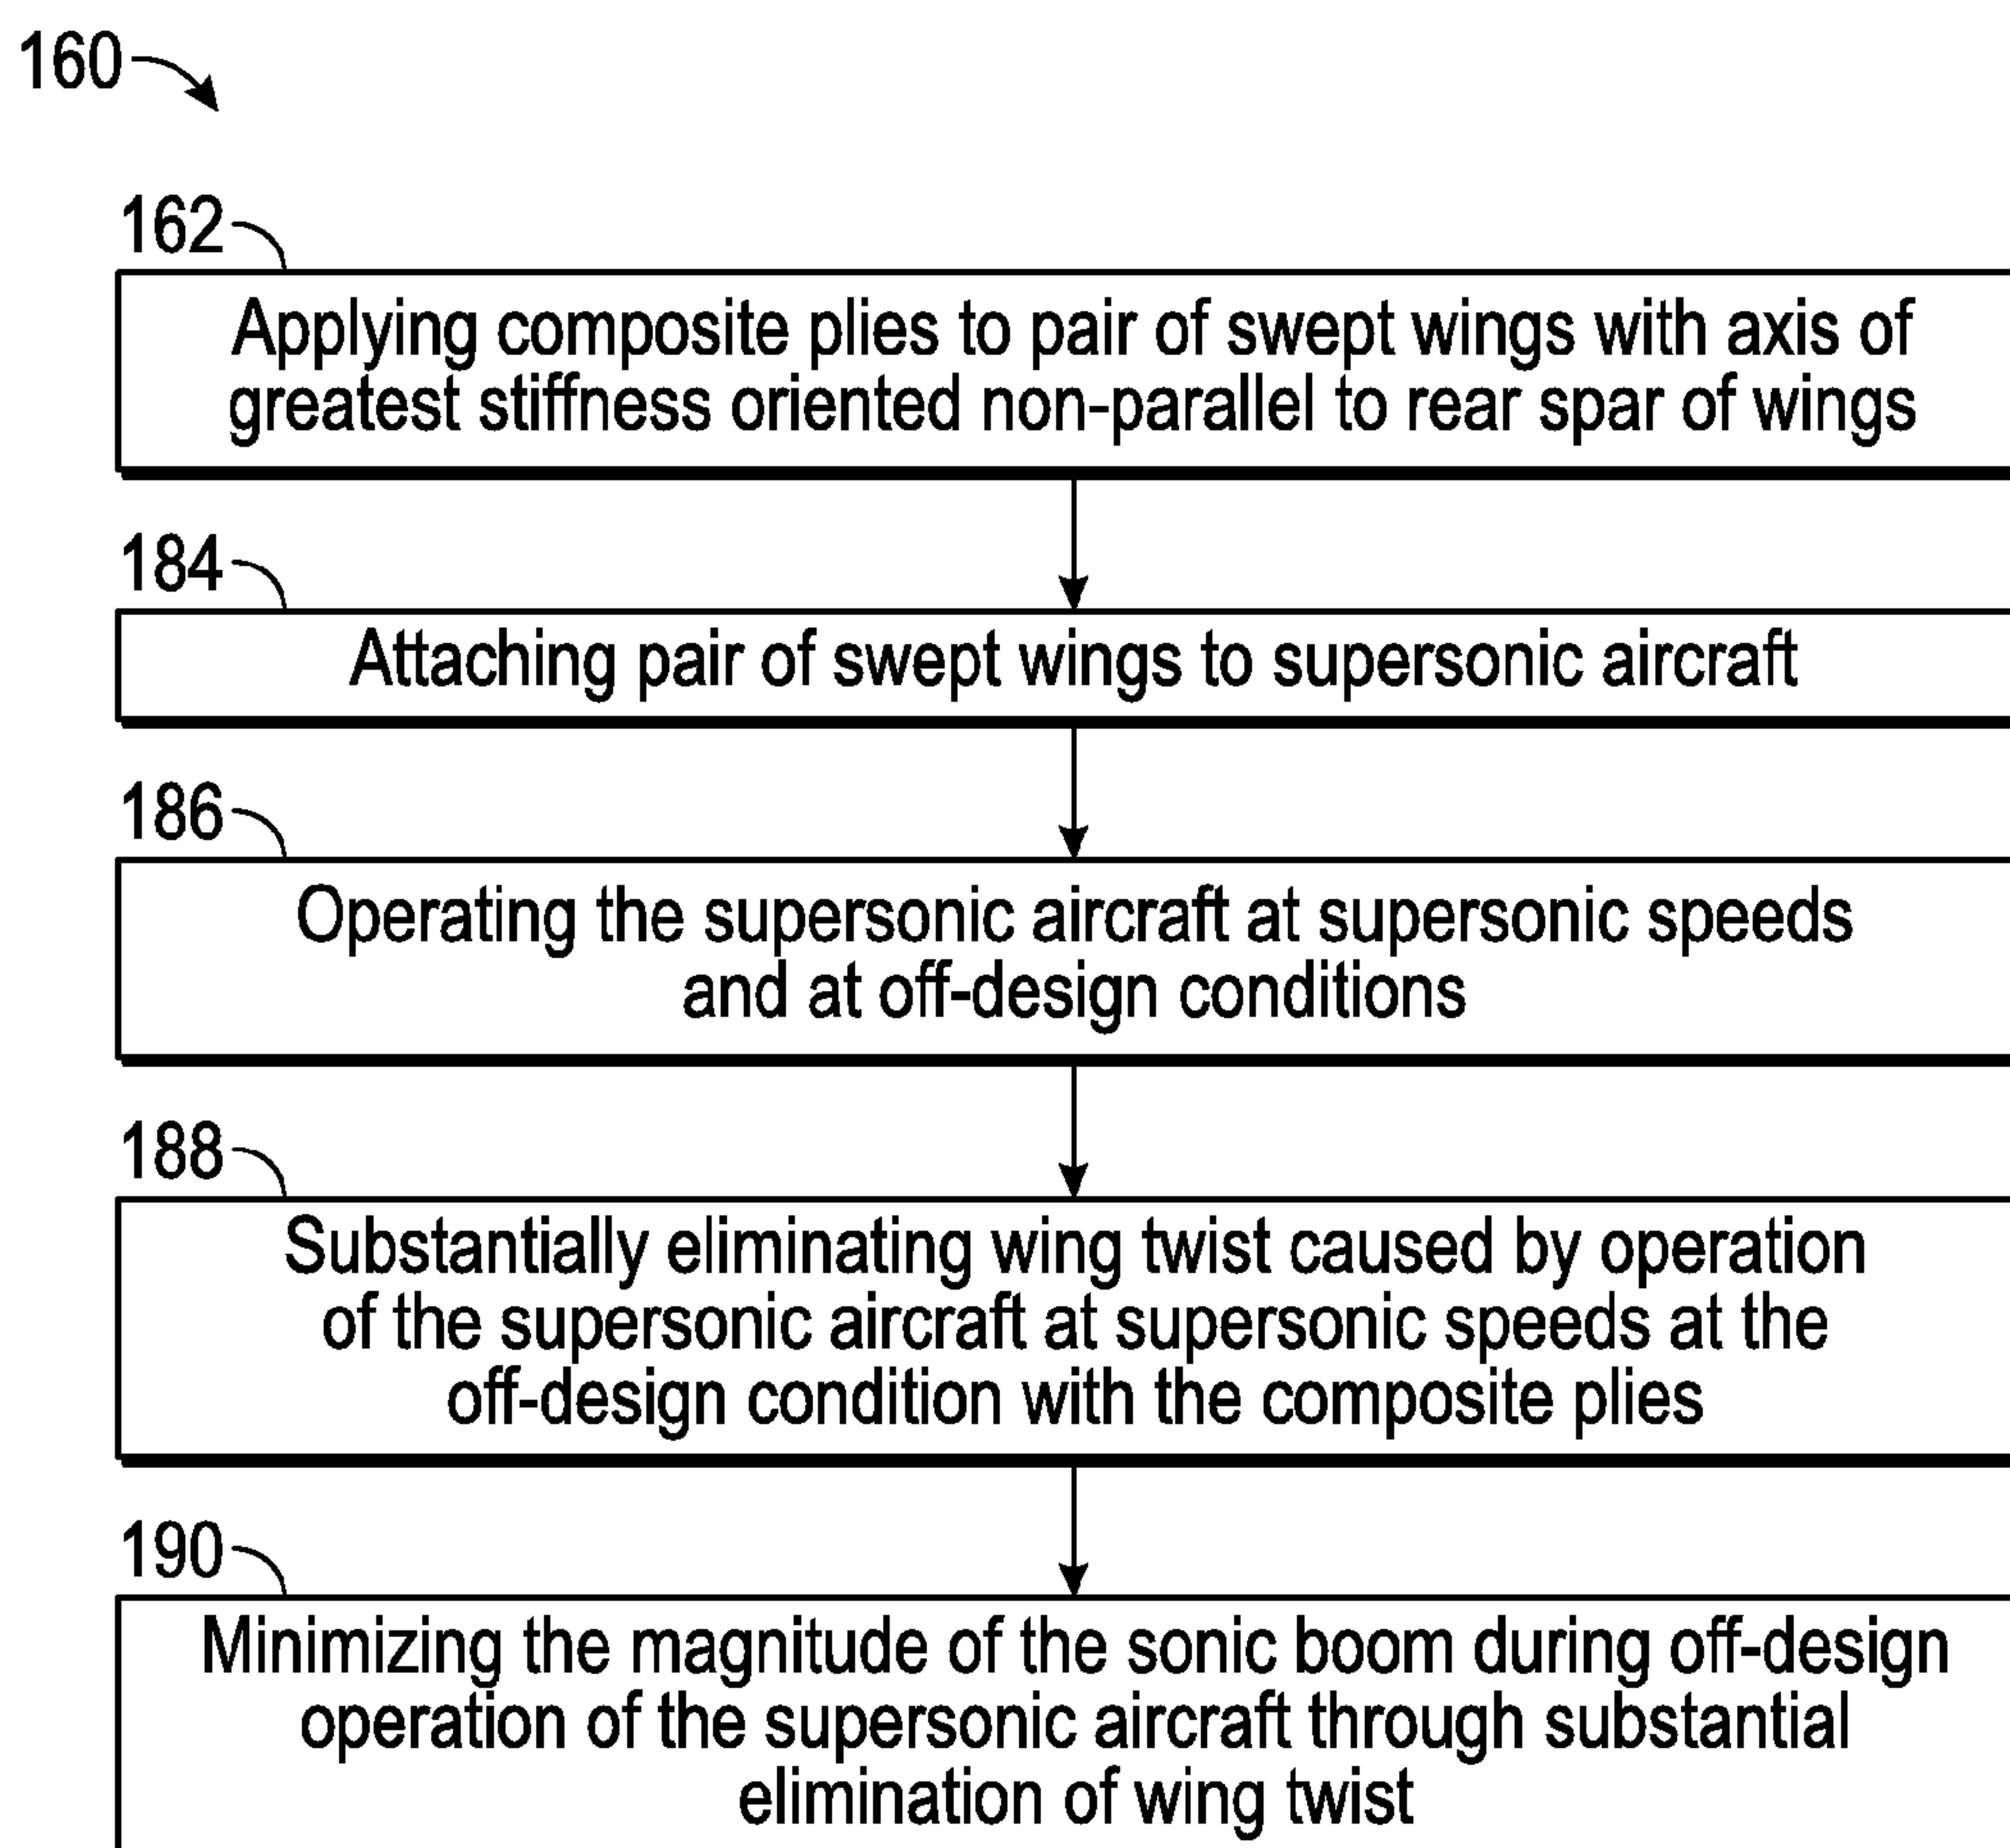 160
162
Applying composite plies to pair of swept wings with axis of
greatest stiffness oriented non-parallel to rear spar of wings
184
Attaching pair of swept wings to supersonic aircraft
186
Operating the supersonic aircraft at supersonic speeds
and at off-design conditions
188
Substantially eliminating wing twist caused by operation
of the supersonic aircraft at supersonic speeds at the
off-design condition with the composite plies
190
Minimizing the magnitude of the sonic boom during off-design
operation of the supersonic aircraft through substantial
elimination of wing twist